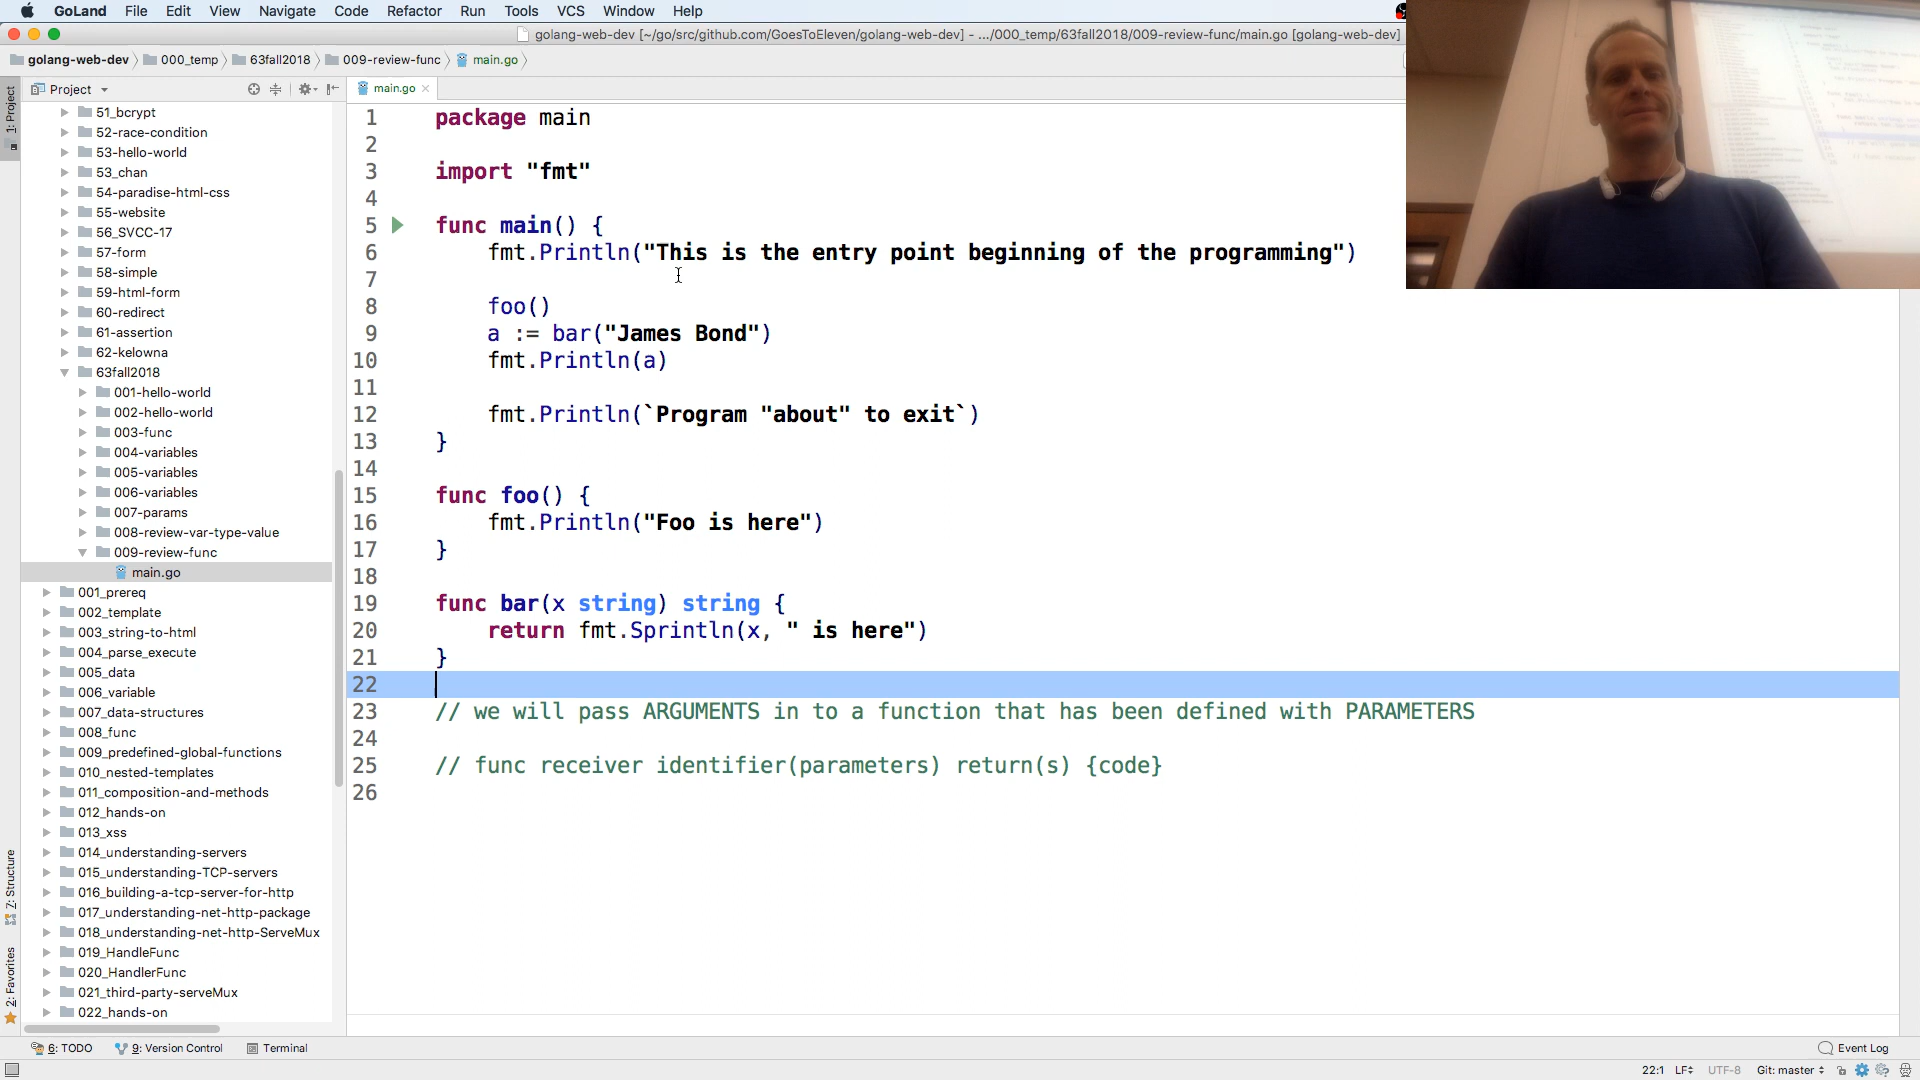 GoLand File Edit View Navigate Code Refactor Run Tools VCS Window Help
golang-web-dev [~/go/src/github.com/GoesToEleven/golang-web-dev] - .../000_temp/63fall2018/009-review-func/main.go [golang-web-dev]
golang-web-dev 000_temp 63fall2018 009-review-func main.go
Project
main.go
1: Project
7: Structure
2: Favorites
51_bcrypt
52-race-condition
53-hello-world
53_chan
54-paradise-html-css
55-website
56_SVCC-17
57-form
58-simple
59-html-form
60-redirect
61-assertion
62-kelowna
63fall2018
001-hello-world
002-hello-world
003-func
004-variables
005-variables
006-variables
007-params
008-review-var-type-value
009-review-func
main.go
001_prereq
002_template
003_string-to-html
004_parse_execute
005_data
006_variable
007_data-structures
008_func
009_predefined-global-functions
010_nested-templates
011_composition-and-methods
012_hands-on
013_xss
014_understanding-servers
015_understanding-TCP-servers
016_building-a-tcp-server-for-http
017_understanding-net-http-package
018_understanding-net-http-ServeMux
019_HandleFunc
020_HandlerFunc
021_third-party-serveMux
022_hands-on
1 package main
2
3 import "fmt"
4
5 func main() {
6 fmt.Println("This is the entry point beginning of the programming")
7
8 foo()
9 a := bar("James Bond")
10 fmt.Println(a)
11
12 fmt.Println(`Program "about" to exit`)
13 }
14
15 func foo() {
16 fmt.Println("Foo is here")
17 }
18
19 func bar(x string) string {
20 return fmt.Sprintln(x, " is here")
21 }
22
23 // we will pass ARGUMENTS in to a function that has been defined with PARAMETERS
24
25 // func receiver identifier(parameters) return(s) {code}
26
6: TODO 9: Version Control Terminal Event Log
22:1 LF UTF-8 Git: master